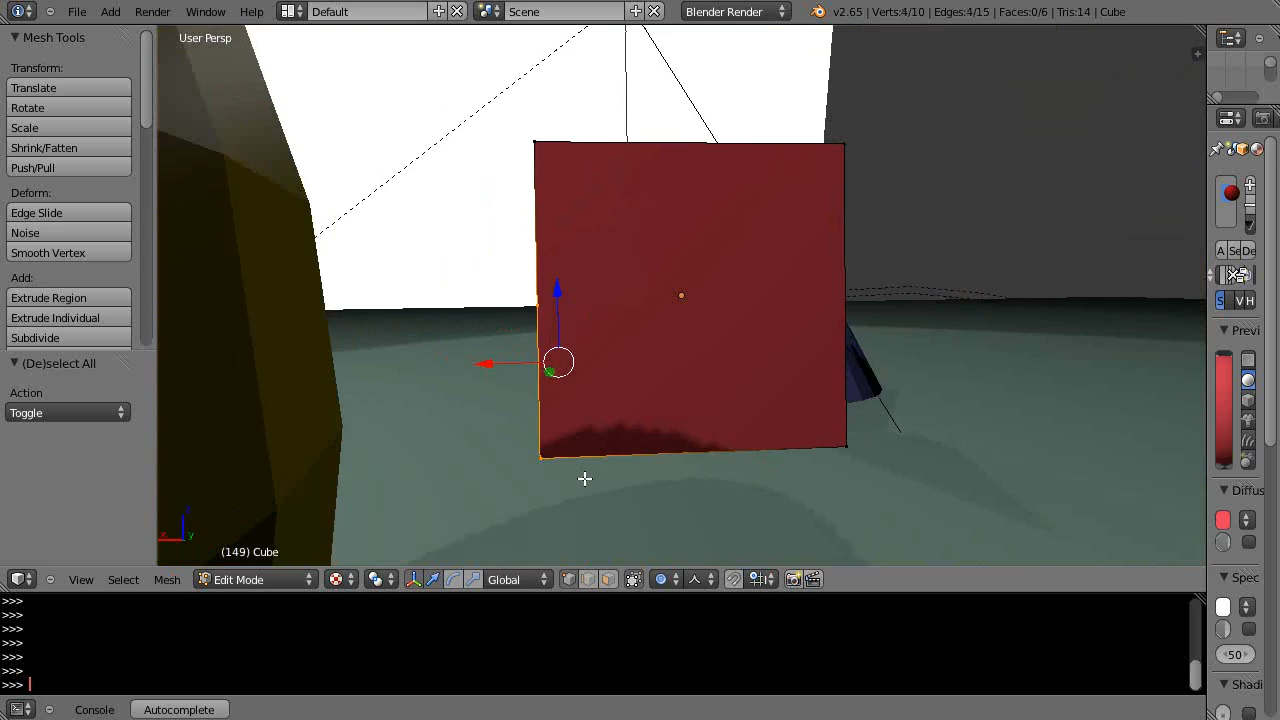 File Add Render Window Help Default Scene Blender Render v2.65 | Verts:4/10 | Edges:4/15 | Faces:0/6 | Tris:14 | Cube
Mesh Tools
User Persp
Transform:
Translate
Rotate
Scale
Shrink/Fatten
Push/Pull
Deform:
Edge Slide
Noise
Smooth Vertex
Add:
Extrude Region
Extrude Individual
Subdivide
(De)select All
Action
Toggle
A Se De
S V H
Previ
Diffus
Spec
50
Shadi
x y
(149) Cube
View Select Mesh Edit Mode Global
>>>
>>>
>>>
>>>
>>>
>>>
>>>
Console Autocomplete